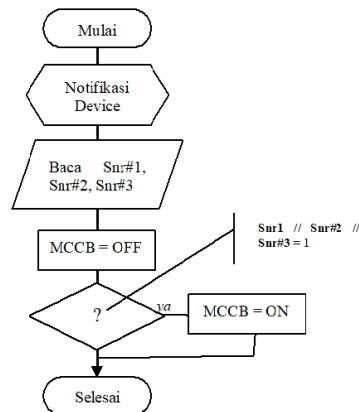 Mulai
Notifikasi
Device
Baca Snr#1,
Snr#2, Snr#3
MCCB = OFF
Snr1 // Snr#2 //
Snr#3 = 1
?
ya
MCCB = ON
Selesai